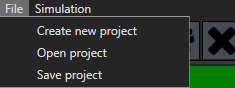 File Simulation
Create new project
Open project
Save project